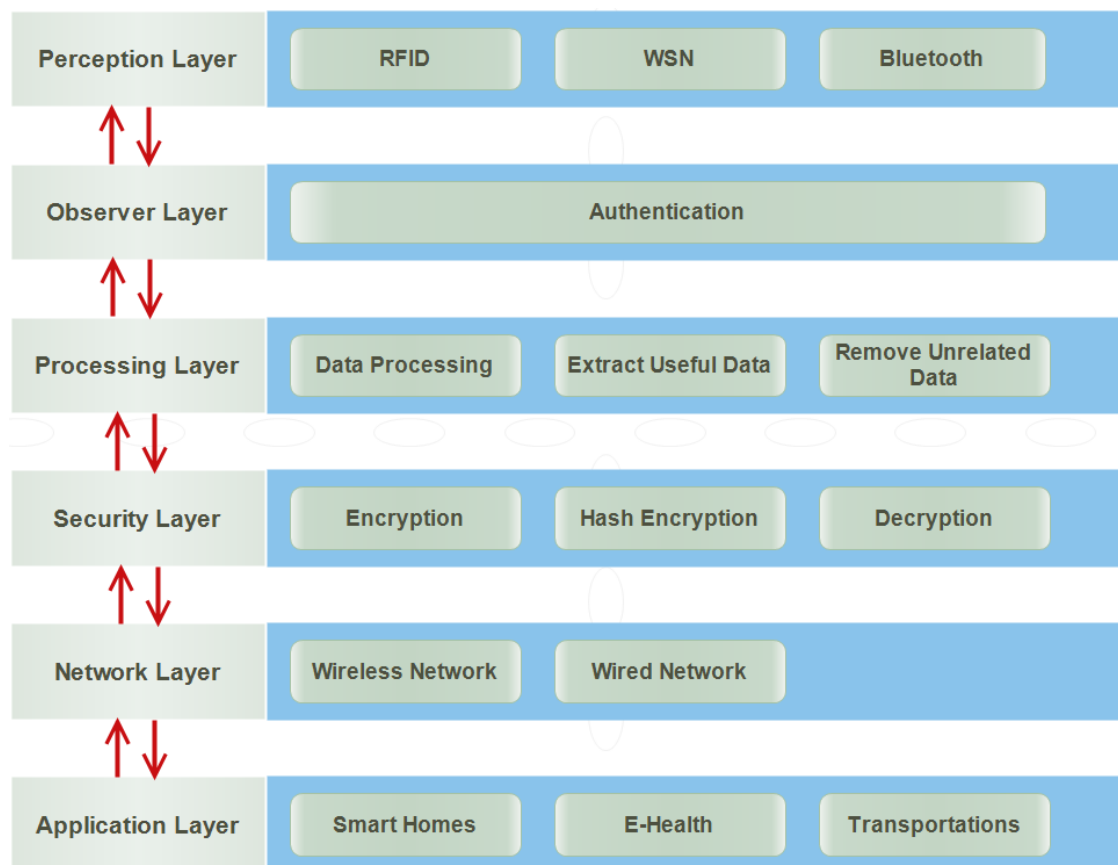 Perception Layer
RFID
WSN
Bluetooth
Observer Layer
Authentication
Processing Layer
Data Processing
Extract Useful Data
Remove Unrelated
Data
Security Layer
Encryption
Hash Encryption
Decryption
Network Layer
Wireless Network
Wired Network
Application Layer
Smart Homes
E-Health
Transportations